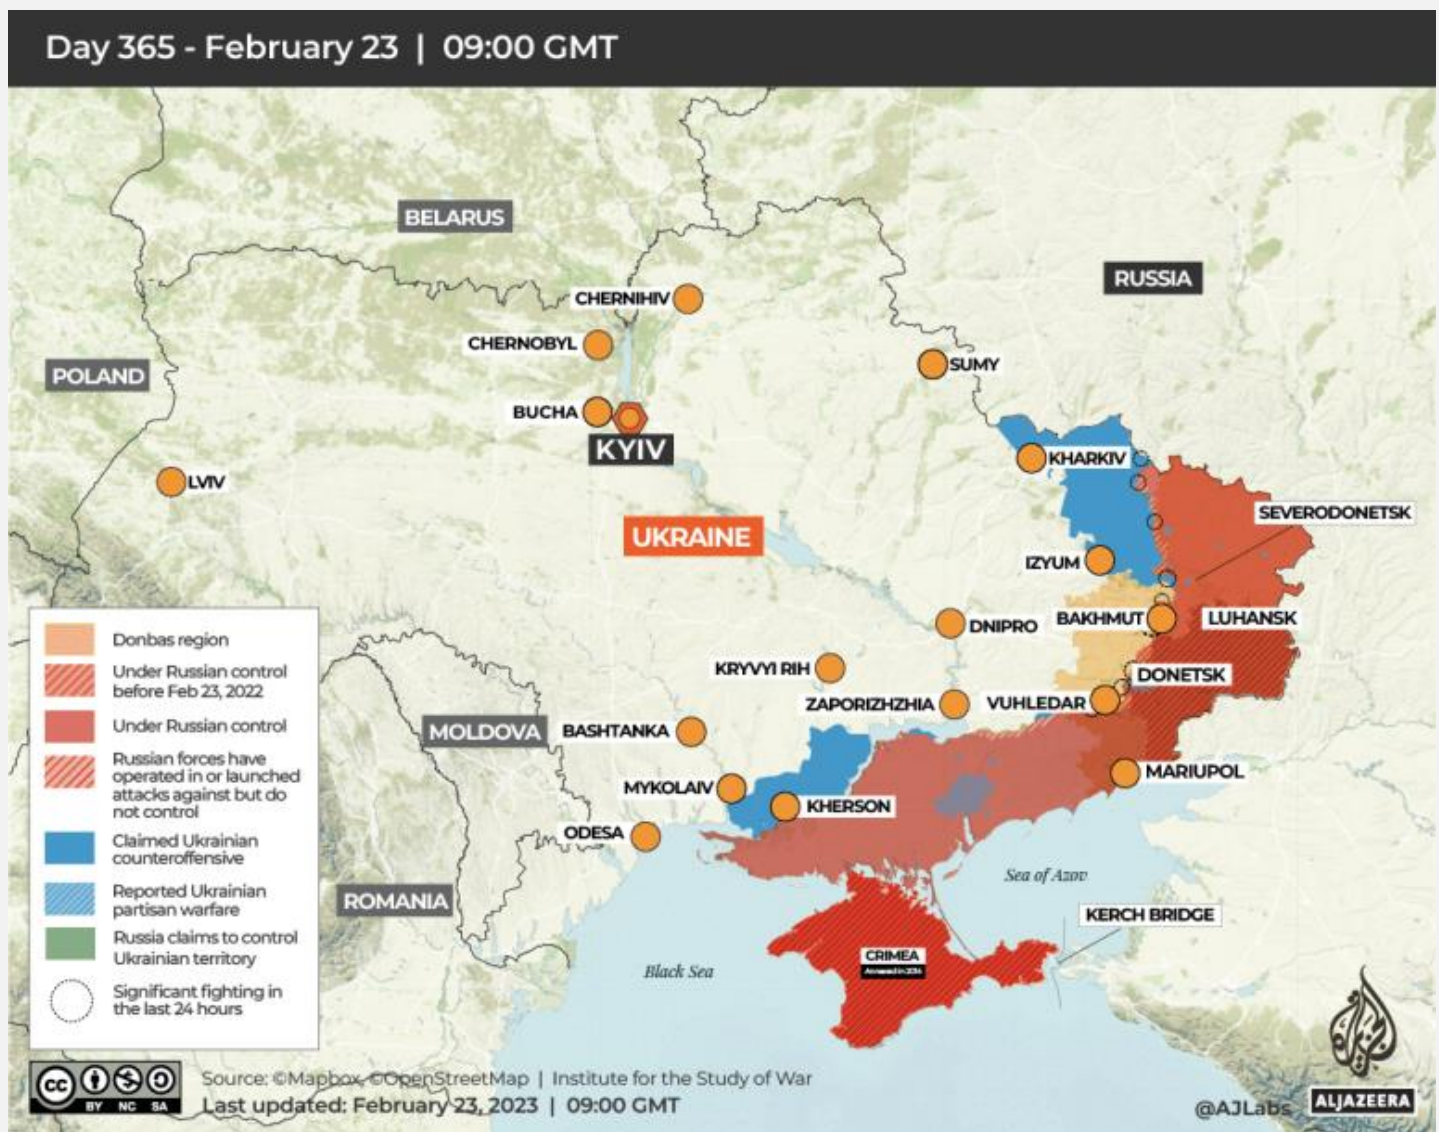 Day 365 - February 23 | 09:00 GMT
BELARUS
RUSSIA
CHERNIHIV
CHERNOBYL
SUMY
POLAND
BUCHA
KYIV
KHARKIV
LVIV
SEVERODONETSK
UKRAINE
IZYUM
DNIPRO
BAKHMUT
LUHANSK
KRYVYI RIH
DONETSK
ZAPORIZHZHIA
VUHLEDAR
MOLDOVA
BASHTANKA
MARIUPOL
MYKOLAIV
KHERSON
ODESA
Sea of Azov
ROMANIA
KERCH BRIDGE
CRIMEA
Annexed in 2014
Black Sea
Donbas region
Under Russian control
before Feb 23, 2022
Under Russian control
Russian forces have
operated in or launched
attacks against but do
not control
Claimed Ukrainian
counteroffensive
Reported Ukrainian
partisan warfare
Russia claims to control
Ukrainian territory
Significant fighting in
the last 24 hours
cc
BY NC SA
Source: ©Mapbox, ©OpenStreetMap | Institute for the Study of War
Last updated: February 23, 2023 | 09:00 GMT
@AJLabs
ALJAZEERA